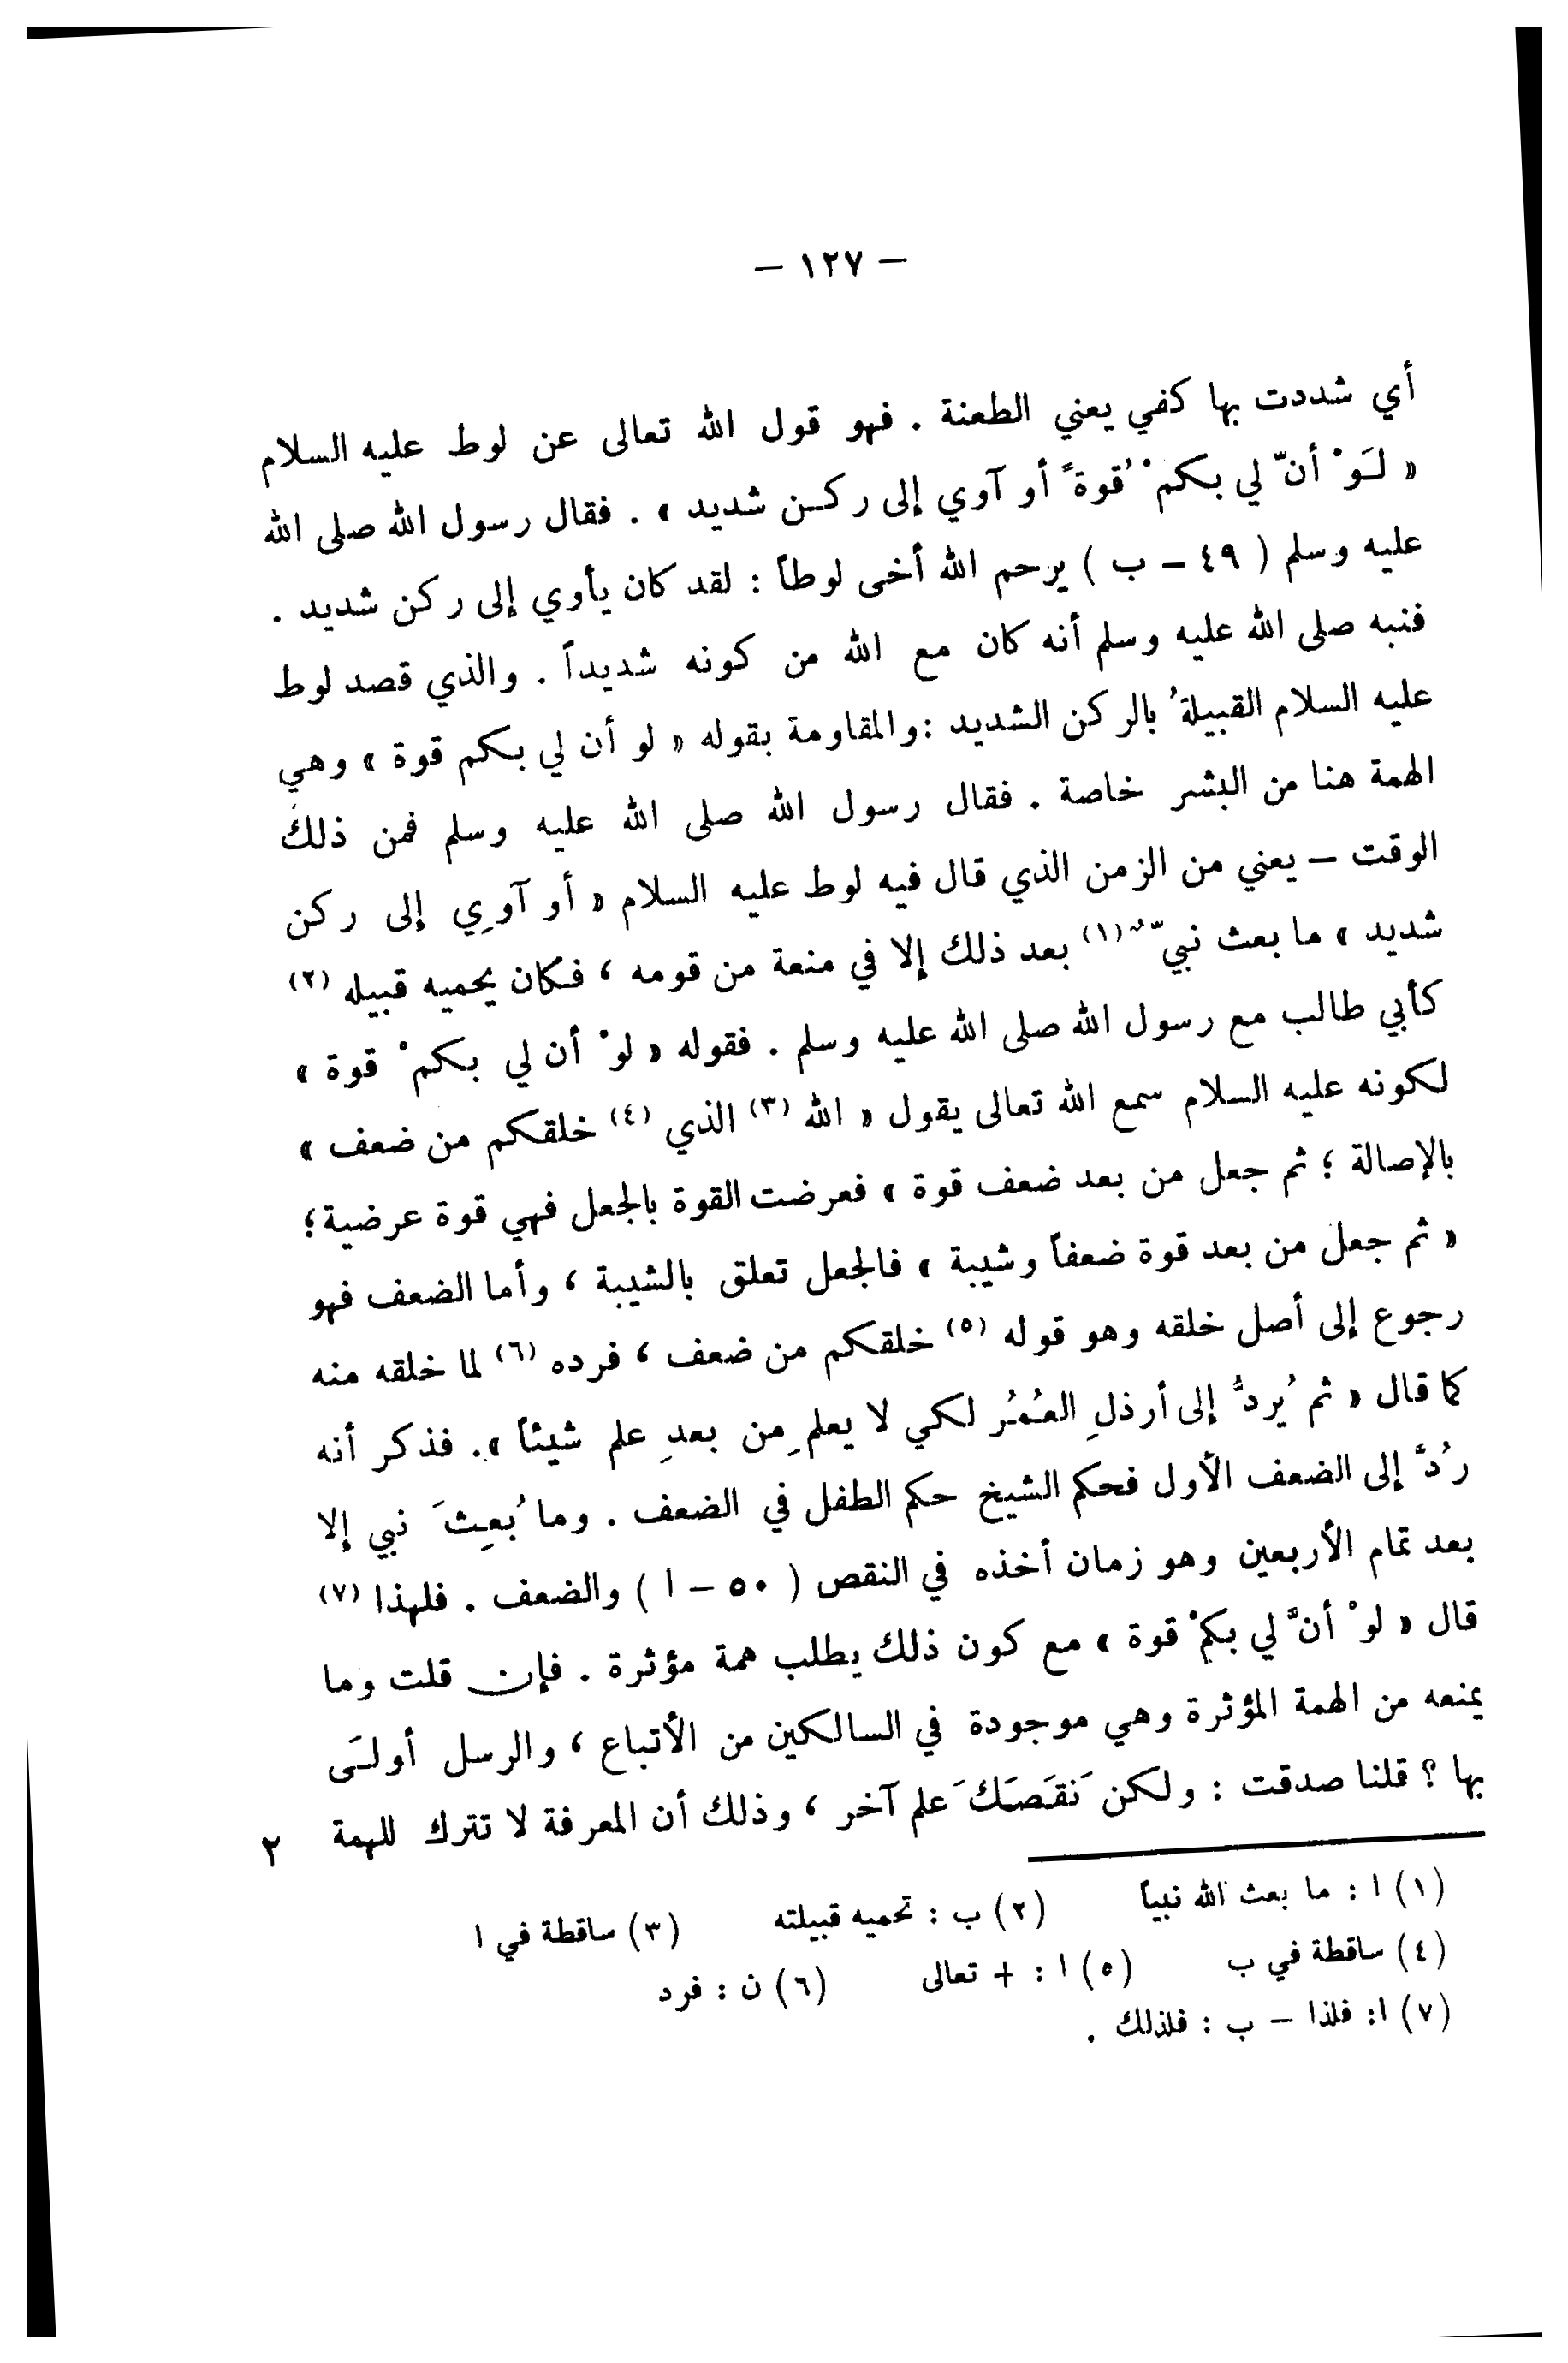 — ١٢٧ —
أي شددت بها كفي يعني الطعنة . فهو قول الله تعالى عن لوط عليه السلام
« لَوْ أنّ لي بكمْ قُوةً أو آوي إلى ركن شديد » . فقال رسول الله صلى الله
عليه وسلم ( ٤٩ – ب ) يرحم الله أخى لوطاً : لقد كان يأوي إلى ركن شديد .
فنبه صلى الله عليه وسلم أنه كان مع الله من كونه شديداً . والذي قصد لوط
عليه السلام القبيلةُ بالركن الشديد : والمقاومة بقوله « لو أن لي بكم قوة » وهي
الهمة هنا من البشر خاصة . فقال رسول الله صلى الله عليه وسلم فمن ذلك
الوقت – يعني من الزمن الذي قال فيه لوط عليه السلام « أو آوِي إلى ركن
شديد » ما بعث نبيٌّ (١) بعد ذلك إلا في منعة من قومه ، فكان يحميه قبيله (٢)
كأبي طالب مع رسول الله صلى الله عليه وسلم . فقوله « لوْ أن لي بكمْ قوة »
لكونه عليه السلام سمع الله تعالى يقول « الله (٣) الذي (٤) خلقكم من ضعف »
بالإصالة ؛ ثم جعل من بعد ضعف قوة » فعرضت القوة بالجعل فهي قوة عرضية ؛
« ثم جعل من بعد قوة ضعفاً وشيبة » فالجعل تعلق بالشيبة ، وأما الضعف فهو
رجوع إلى أصل خلقه وهو قوله (٥) خلقكم من ضعف ، فرده (٦) لما خلقه منه
كما قال « ثم يُردُّ إلى أرذلِ العُمُر لكي لا يعلم مِن بعدِ علم شيئاً ». فذكر أنه
رُدَّ إلى الضعف الأول فحكم الشيخ حكم الطفل في الضعف . وما بُعِثَ نبي إلا
بعد تمام الأربعين وهو زمان أخذه في النقص ( ٥٠ – ا ) والضعف . فلهذا (٧)
قال « لوْ أنَّ لي بكمْ قوة » مع كون ذلك يطلب همة مؤثرة . فإن قلت وما
يمنعه من الهمة المؤثرة وهي موجودة في السالكين من الأتباع ، والرسل أولَى
بها ؟ قلنا صدقت : ولكن نَقَصَكَ علم آخر ، وذلك أن المعرفة لا تترك للهمة ٢
(١) ا : ما بعث الله نبياً (٢) ب : تحميه قبيلته (٣) ساقطة في ا
(٤) ساقطة في ب (٥) ا : + تعالى (٦) ن : فرد
(٧) ا: فلذا – ب : فلذلك .